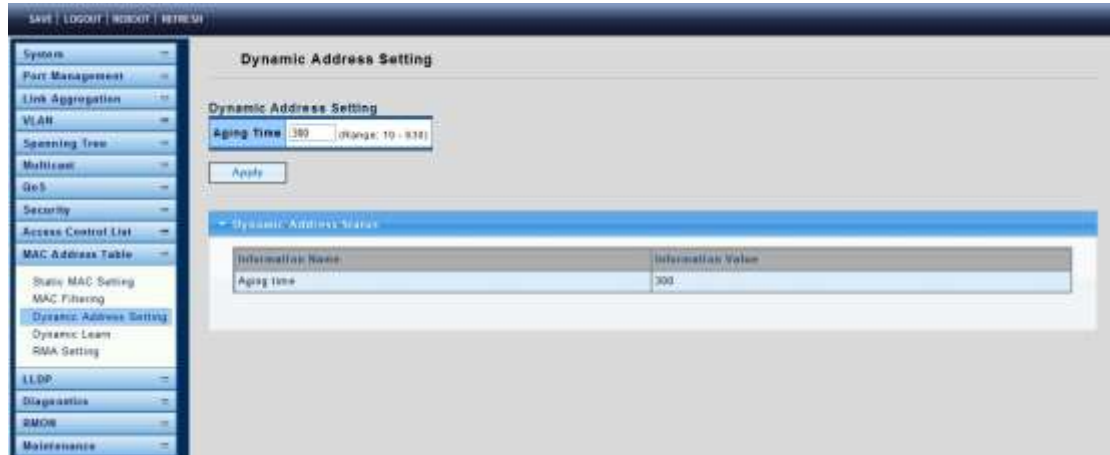 SAVE | LOGOUT | REBOOT | REFRESH
System
Port Management
Link Aggregation
VLAN
Spanning Tree
Multicast
QoS
Security
Access Control List
MAC Address Table
Static MAC Setting
MAC Filtering
Dynamic Address Setting
Dynamic Learn
RMA Setting
LLDP
Diagnostics
RMON
Maintenance
Dynamic Address Setting
Dynamic Address Setting
Aging Time 300 (Range: 10 - 630)
Apply
Dynamic Address Status
Information Name Information Value
Aging time 300